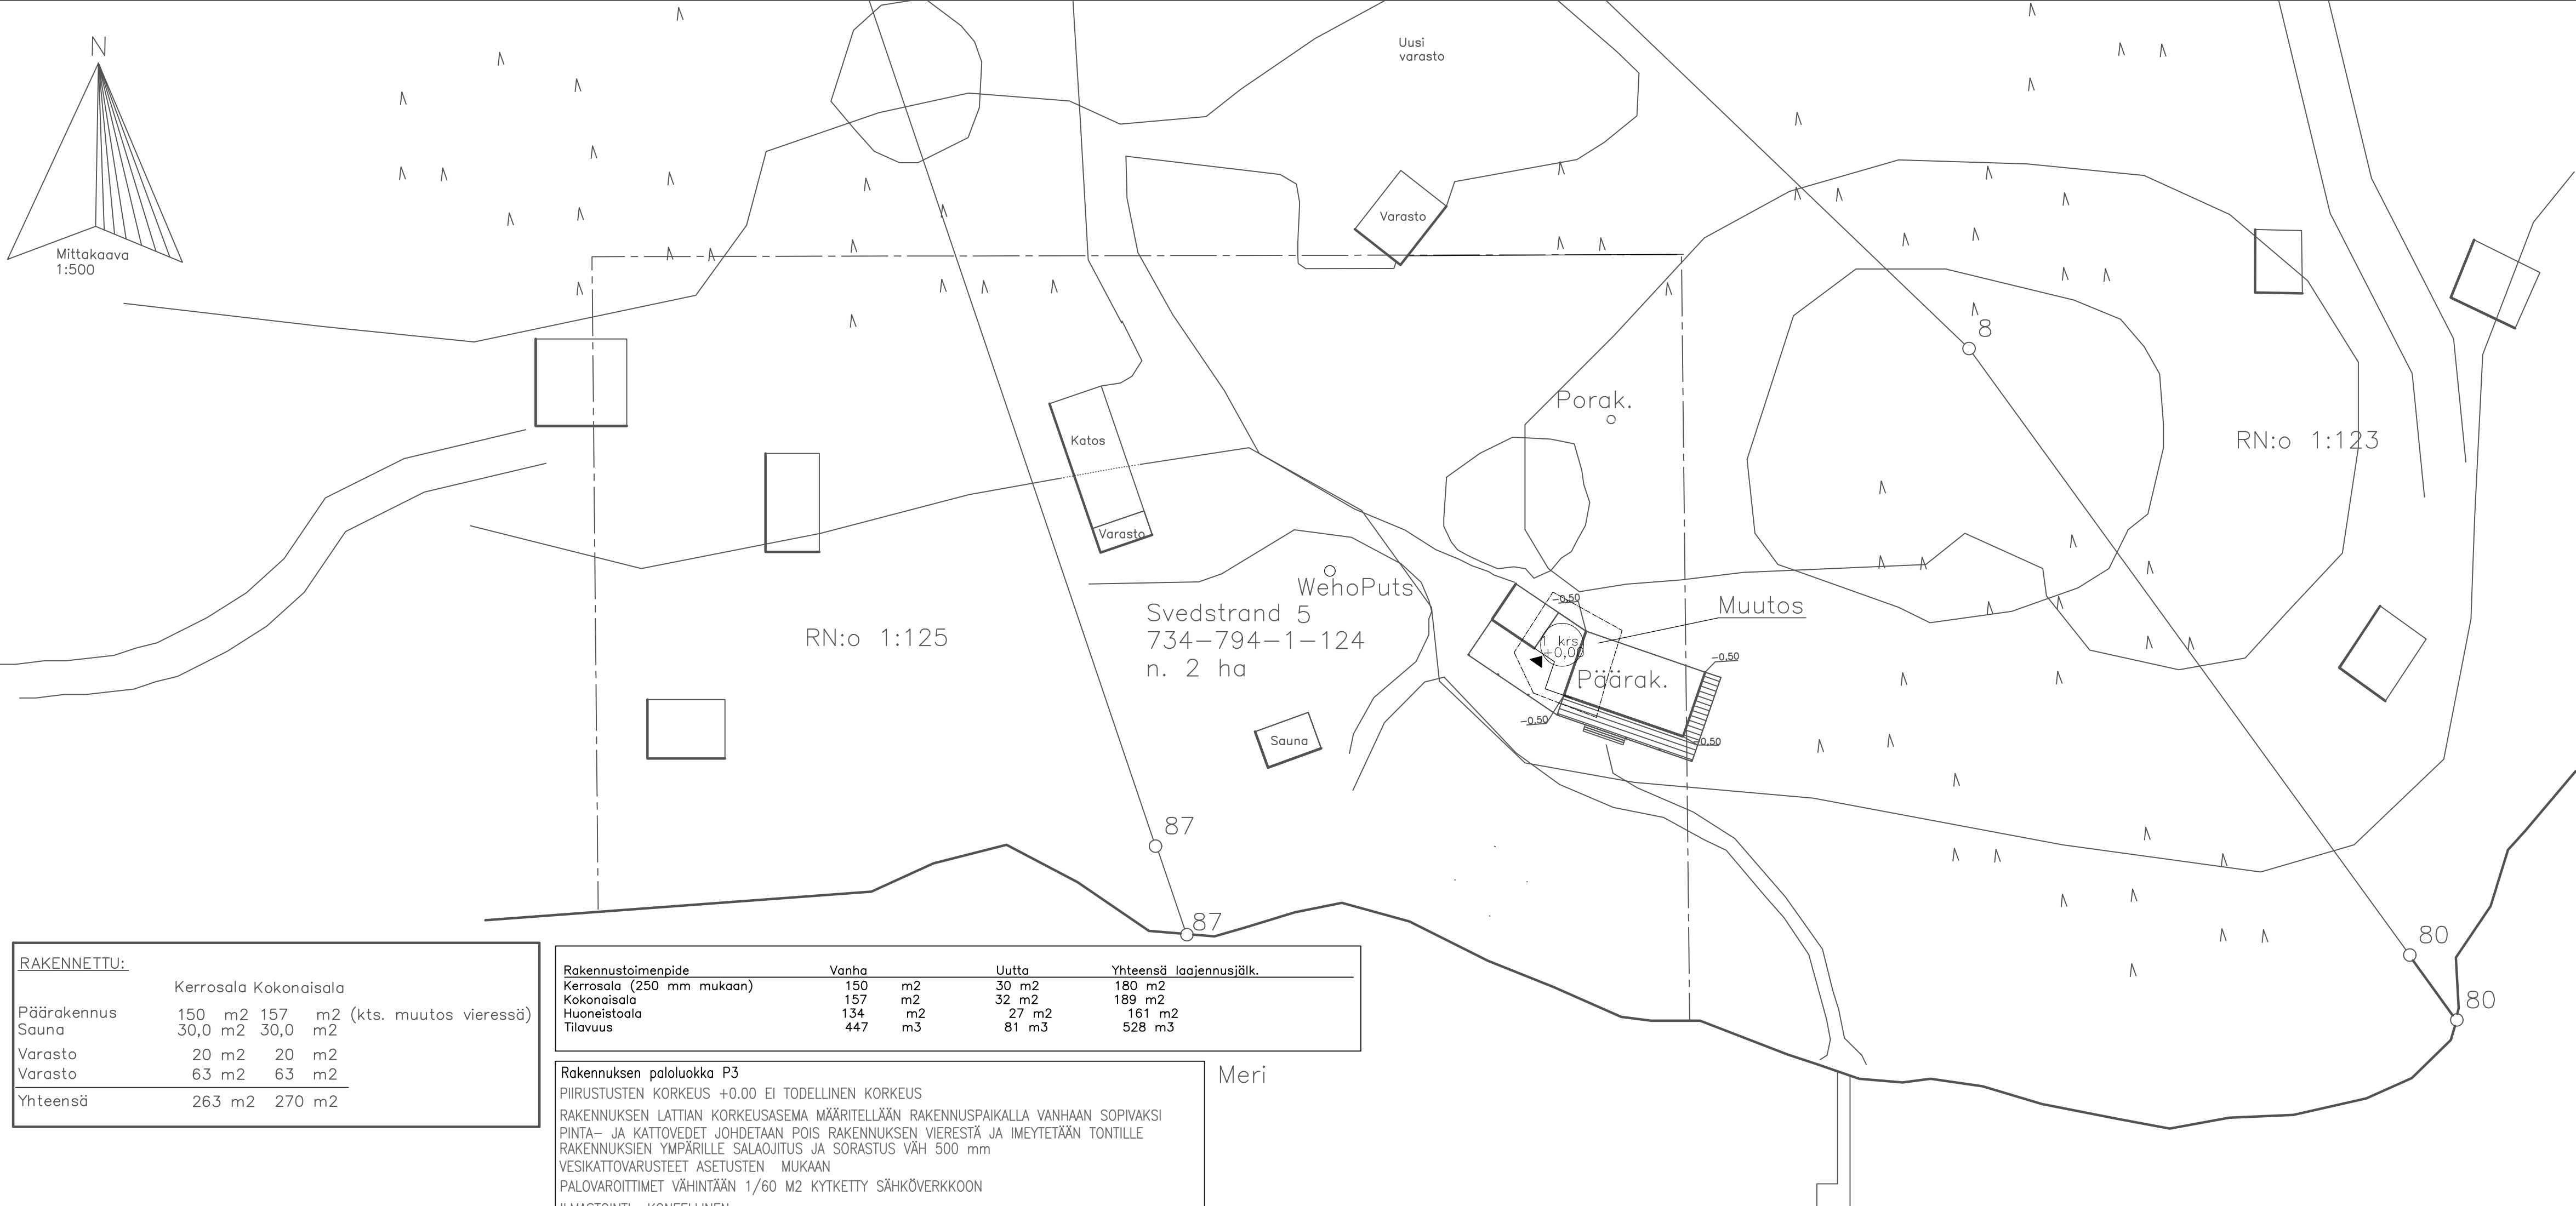 N
Mittakaava
1:500
Uusi
varasto
Varasto
8
Porak.
RN:o 1:123
Katos
Varasto
WehoPuts
Svedstrand 5
734-794-1-124
n. 2 ha
RN:o 1:125
-0,50
Muutos
1 krs
+0,00
-0,50
Päärak.
-0,50
-0,50
Sauna
87
87
80
80
Meri
RAKENNETTU:
Kerrosala Kokonaisala
Päärakennus 150 m2 157 m2 (kts. muutos vieressä)
Sauna 30,0 m2 30,0 m2
Varasto 20 m2 20 m2
Varasto 63 m2 63 m2
Yhteensä 263 m2 270 m2
Rakennustoimenpide Vanha Uutta Yhteensä laajennusjälk.
Kerrosala (250 mm mukaan) 150 m2 30 m2 180 m2
Kokonaisala 157 m2 32 m2 189 m2
Huoneistoala 134 m2 27 m2 161 m2
Tilavuus 447 m3 81 m3 528 m3
Rakennuksen paloluokka P3
PIIRUSTUSTEN KORKEUS +0.00 EI TODELLINEN KORKEUS
RAKENNUKSEN LATTIAN KORKEUSASEMA MÄÄRITELLÄÄN RAKENNUSPAIKALLA VANHAAN SOPIVAKSI
PINTA- JA KATTOVEDET JOHDETAAN POIS RAKENNUKSEN VIERESTÄ JA IMEYTETÄÄN TONTILLE
RAKENNUKSIEN YMPÄRILLE SALAOJITUS JA SORASTUS VÄH 500 mm
VESIKATTOVARUSTEET ASETUSTEN MUKAAN
PALOVAROITTIMET VÄHINTÄÄN 1/60 M2 KYTKETTY SÄHKÖVERKKOON